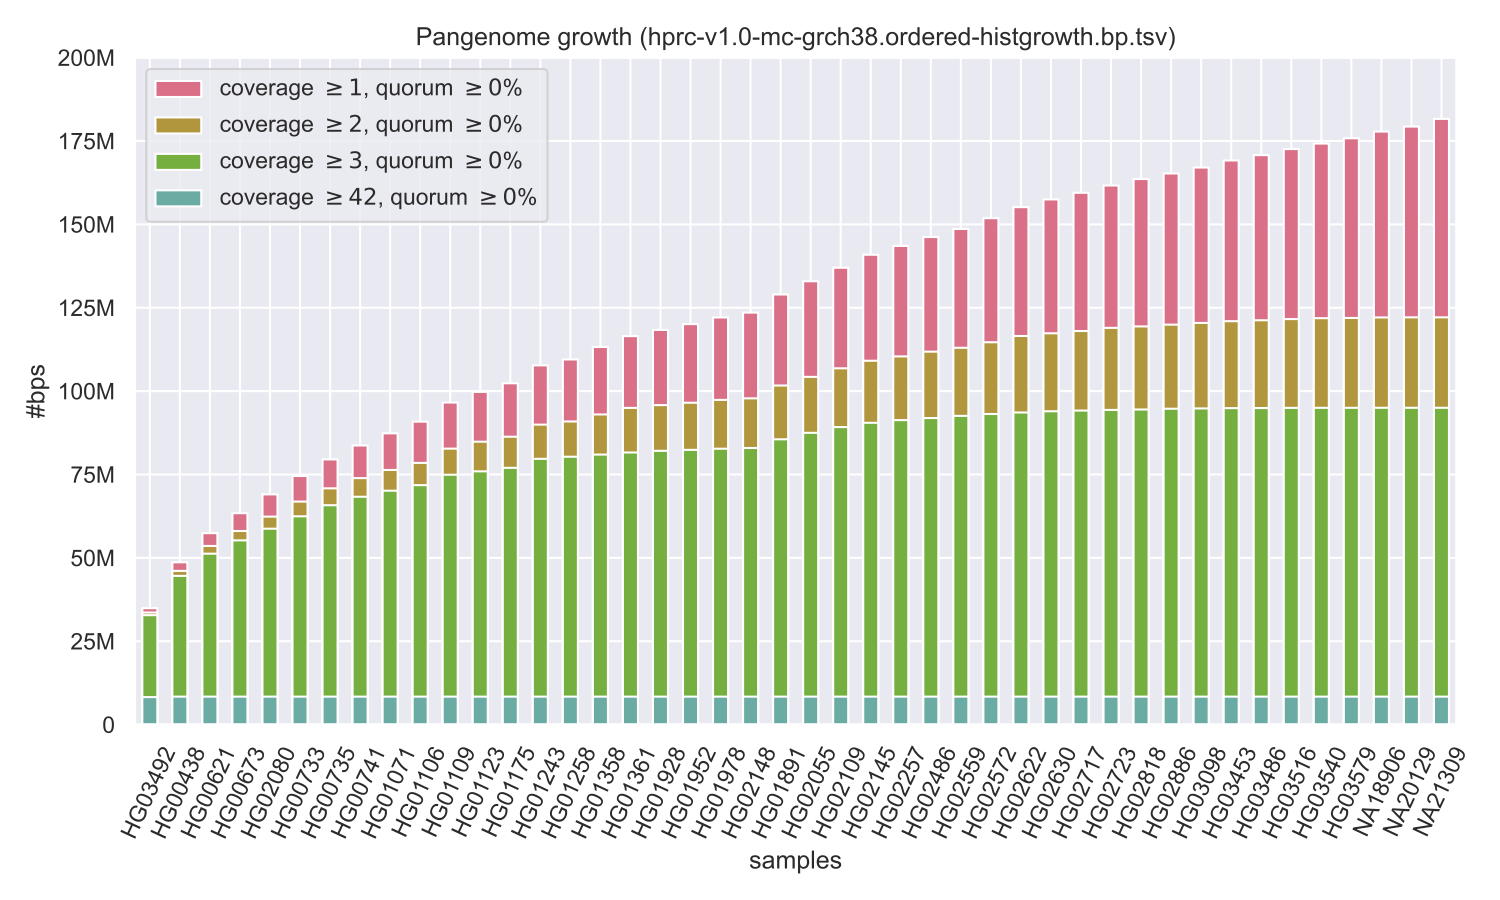 Pangenome growth (hprc-v1.0-mc-grch38.ordered-histgrowth.bp.tsv)
coverage ≥1, quorum ≥0%
coverage ≥2, quorum ≥0%
coverage ≥3, quorum ≥0%
coverage ≥42, quorum ≥0%
#bps
200M
175M
150M
125M
100M
75M
50M
25M
0
HG03492
HG00438
HG00621
HG00673
HG02080
HG00733
HG00735
HG00741
HG01071
HG01106
HG01109
HG01123
HG01175
HG01243
HG01258
HG01358
HG01361
HG01928
HG01952
HG01978
HG02148
HG01891
HG02055
HG02109
HG02145
HG02257
HG02486
HG02559
HG02572
HG02622
HG02630
HG02717
HG02723
HG02818
HG02886
HG03098
HG03453
HG03486
HG03516
HG03540
HG03579
NA18906
NA20129
NA21309
samples